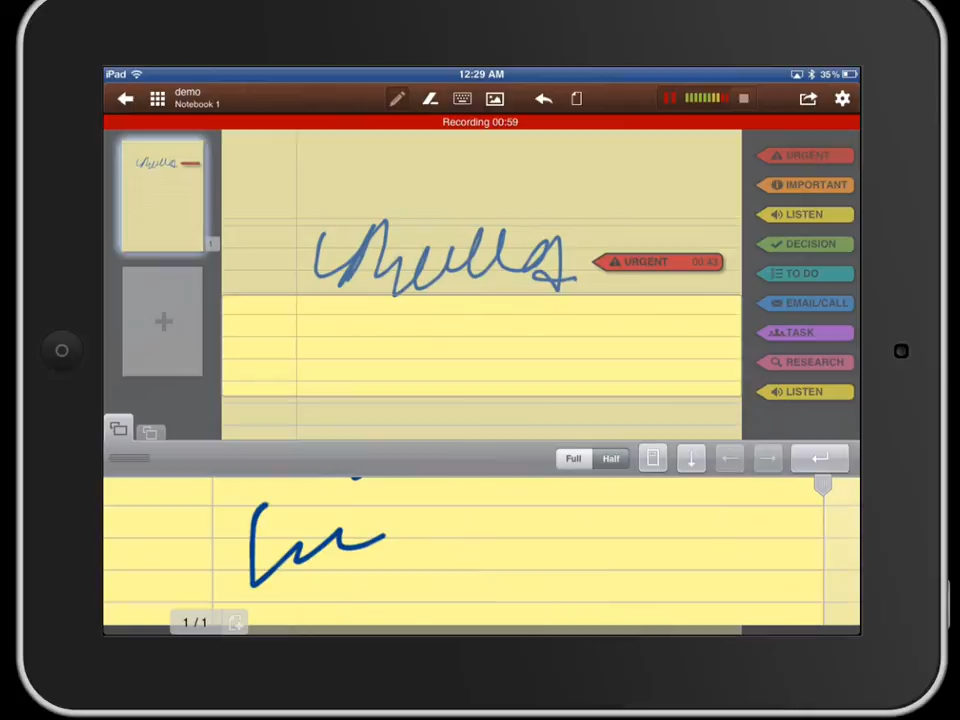 iPad 12:29 AM 35%
demo
Notebook 1
Recording 00:59
URGENT
IMPORTANT
LISTEN
DECISION
URGENT 00:43
TO DO
EMAIL/CALL
TASK
RESEARCH
LISTEN
1
Full Half
1 / 1